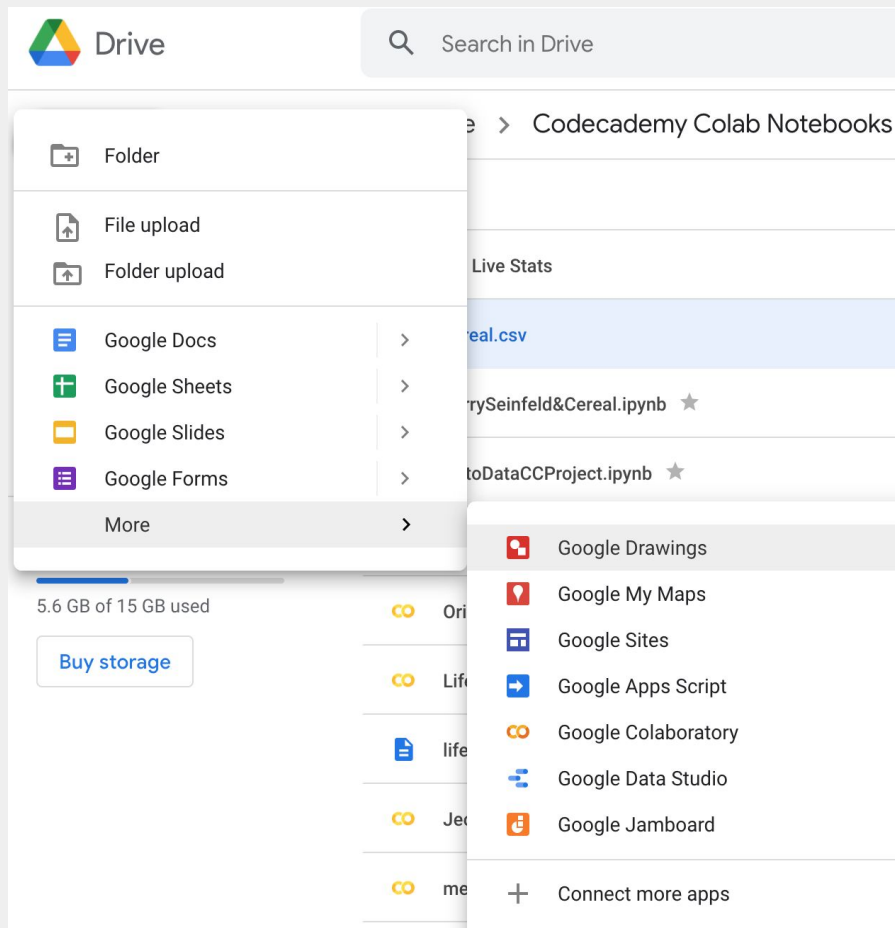 Drive
Search in Drive
e > Codecademy Colab Notebooks
Folder
File upload
Folder upload
Google Docs
Google Sheets
Google Slides
Google Forms
More
Live Stats
eal.csv
rrySeinfeld&Cereal.ipynb
toDataCCProject.ipynb
Google Drawings
Google My Maps
Google Sites
Google Apps Script
Google Colaboratory
Google Data Studio
Google Jamboard
Connect more apps
5.6 GB of 15 GB used
Buy storage
Ori
Life
life
Jeo
me